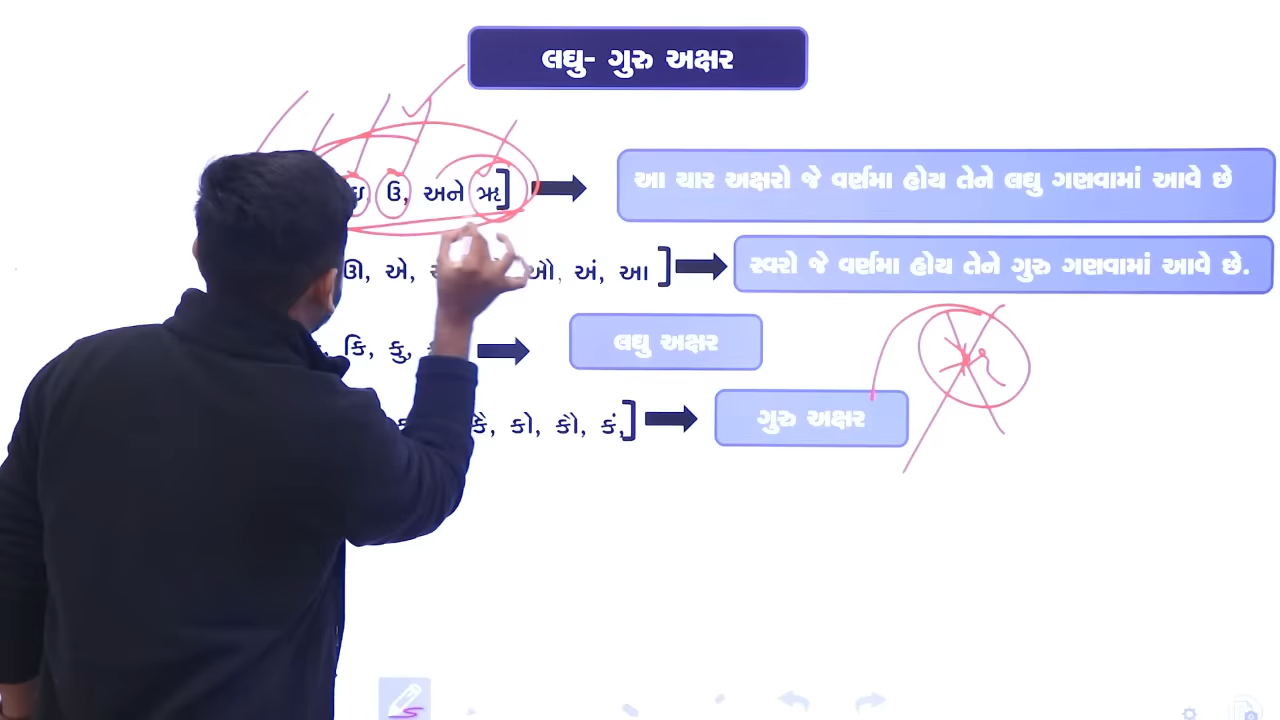 લઘુ- ગુરુ અક્ષર
ઉ, અને ઋ]
આ ચાર અક્ષરો જે વર્ણમા હોય તેને લઘુ ગણવામાં આવે છે
ઊ, એ, ઔ, અં, આ ]
સ્વરો જે વર્ણમા હોય તેને ગુરુ ગણવામાં આવે છે.
કિ, કુ,
લઘુ અક્ષર
કૈ, કો, કૌ, કં,]
ગુરુ અક્ષર